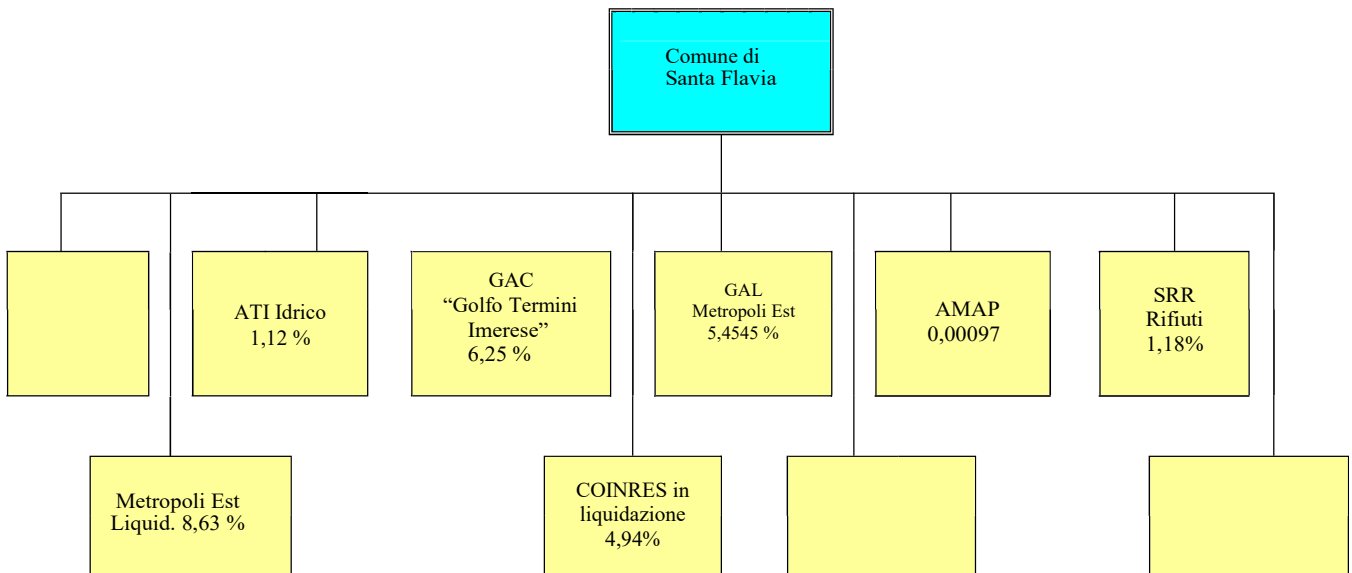 Comune di
Santa Flavia
ATI Idrico
1,12 %
GAC
“Golfo Termini
Imerese”
6,25 %
GAL
Metropoli Est
5,4545 %
AMAP
0,00097
SRR
Rifiuti
1,18%
Metropoli Est
Liquid. 8,63 %
COINRES in
liquidazione
4,94%